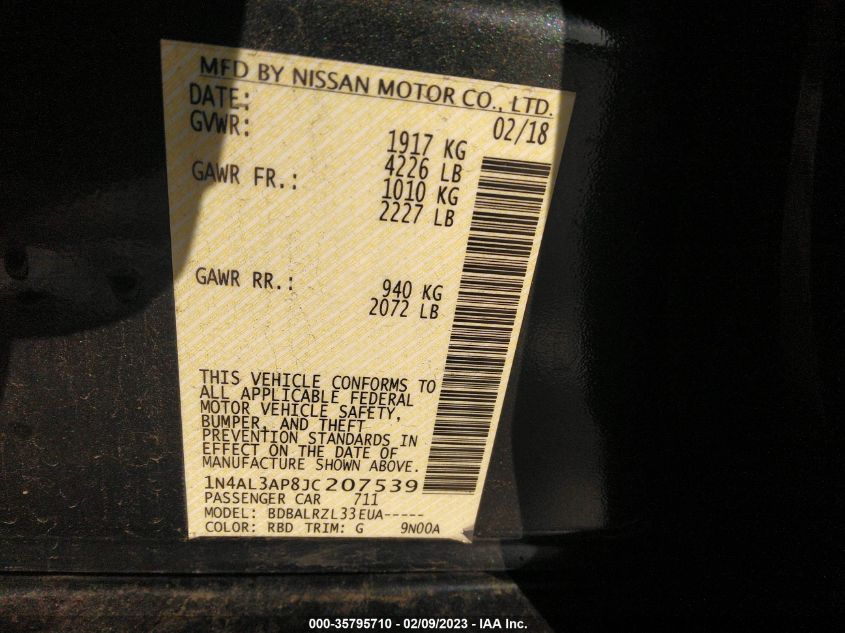 MFD BY NISSAN MOTOR CO., LTD.
DATE: 02/18
GVWR: 1917 KG
4226 LB
GAWR FR.: 1010 KG
2227 LB
GAWR RR.: 940 KG
2072 LB
THIS VEHICLE CONFORMS TO
ALL APPLICABLE FEDERAL
MOTOR VEHICLE SAFETY,
BUMPER, AND THEFT
PREVENTION STANDARDS IN
EFFECT ON THE DATE OF
MANUFACTURE SHOWN ABOVE.
1N4AL3AP8JC207539
PASSENGER CAR 711
MODEL: BDBALRZL33EUA-----
COLOR: RBD TRIM: G 9N00A
000-35795710 - 02/09/2023 - IAA Inc.